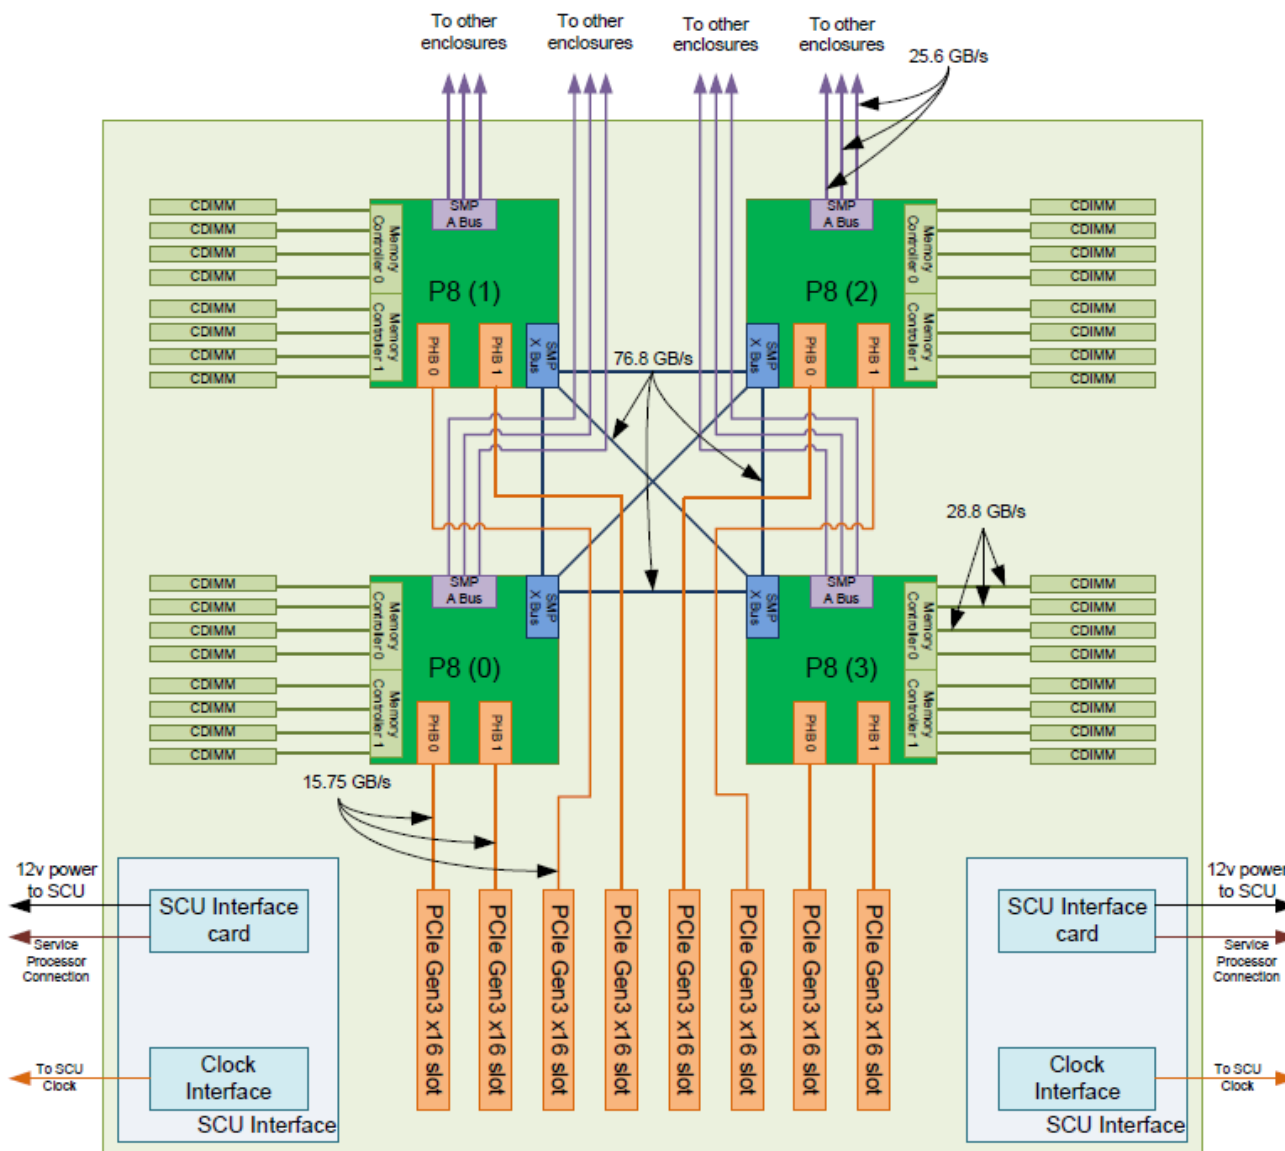 To other
enclosures
To other
enclosures
To other
enclosures
To other
enclosures
25.6 GB/s
CDIMM
CDIMM
CDIMM
CDIMM
CDIMM
CDIMM
CDIMM
CDIMM
Memory
Controller 0
Memory
Controller 1
SMP
A Bus
P8 (1)
PHB 0
PHB 1
SMP
X Bus
76.8 GB/s
SMP
A Bus
P8 (2)
SMP
X Bus
PHB 0
PHB 1
Memory
Controller 0
Memory
Controller 1
CDIMM
CDIMM
CDIMM
CDIMM
CDIMM
CDIMM
CDIMM
CDIMM
28.8 GB/s
CDIMM
CDIMM
CDIMM
CDIMM
CDIMM
CDIMM
CDIMM
CDIMM
Memory
Controller 0
Memory
Controller 1
SMP
A Bus
SMP
X Bus
P8 (0)
PHB 0
PHB 1
SMP
X Bus
SMP
A Bus
P8 (3)
PHB 0
PHB 1
Memory
Controller 0
Memory
Controller 1
CDIMM
CDIMM
CDIMM
CDIMM
CDIMM
CDIMM
CDIMM
CDIMM
15.75 GB/s
12v power
to SCU
Service
Processor
Connection
To SCU
Clock
SCU Interface
card
Clock
Interface
SCU Interface
PCIe Gen3 x16 slot
PCIe Gen3 x16 slot
PCIe Gen3 x16 slot
PCIe Gen3 x16 slot
PCIe Gen3 x16 slot
PCIe Gen3 x16 slot
PCIe Gen3 x16 slot
PCIe Gen3 x16 slot
SCU Interface
card
Clock
Interface
SCU Interface
12v power
to SCU
Service
Processor
Connection
To SCU
Clock